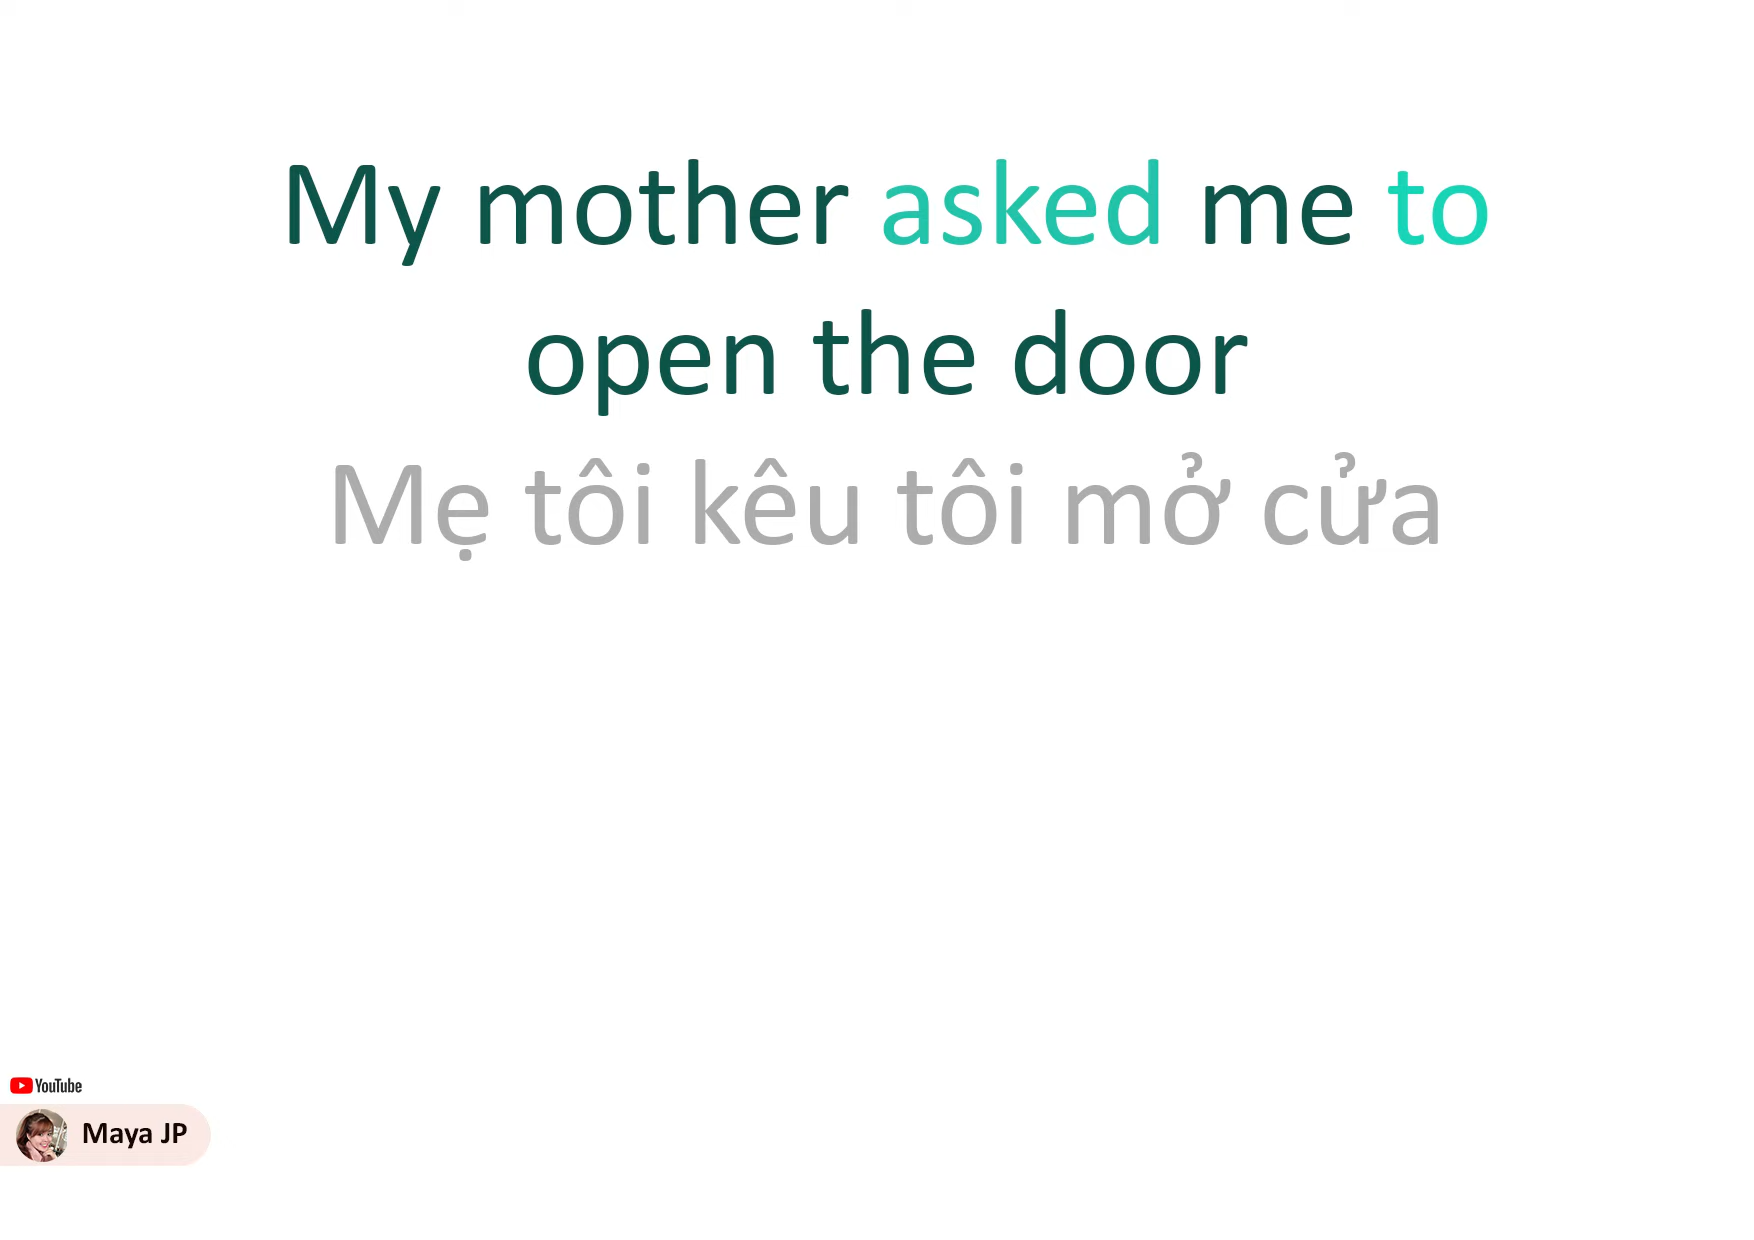 My mother asked me to
open the door
Mẹ tôi kêu tôi mở cửa
YouTube
Maya JP